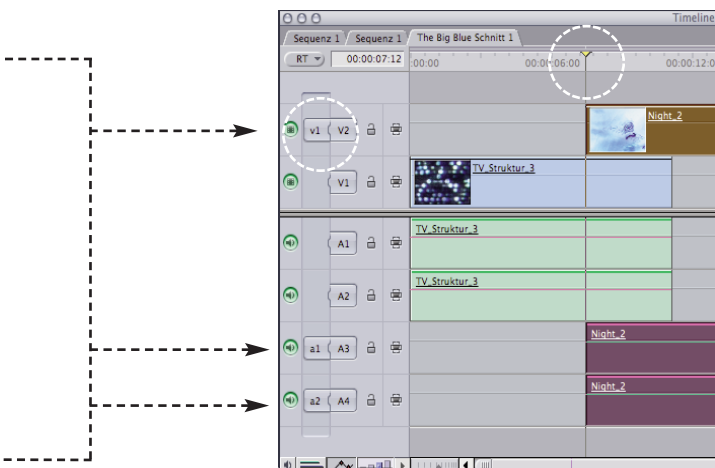 Timeline
Sequenz 1 Sequenz 1 The Big Blue Schnitt 1
RT 00:00:07:12 :00:00 00:00:06:00 00:00:12:0
v1 V2 Night_2
V1 TV_Struktur_3
A1 TV_Struktur_3
A2 TV_Struktur_3
a1 A3 Night_2
a2 A4 Night_2